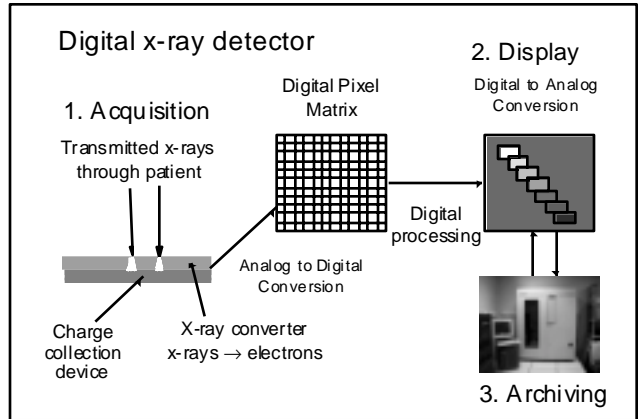 Digital x-ray detector
1. Acquisition
Transmitted x-rays
through patient
Charge
collection
device
X-ray converter
x-rays → electrons
Analog to Digital
Conversion
Digital Pixel
Matrix
Digital
processing
2. Display
Digital to Analog
Conversion
3. Archiving